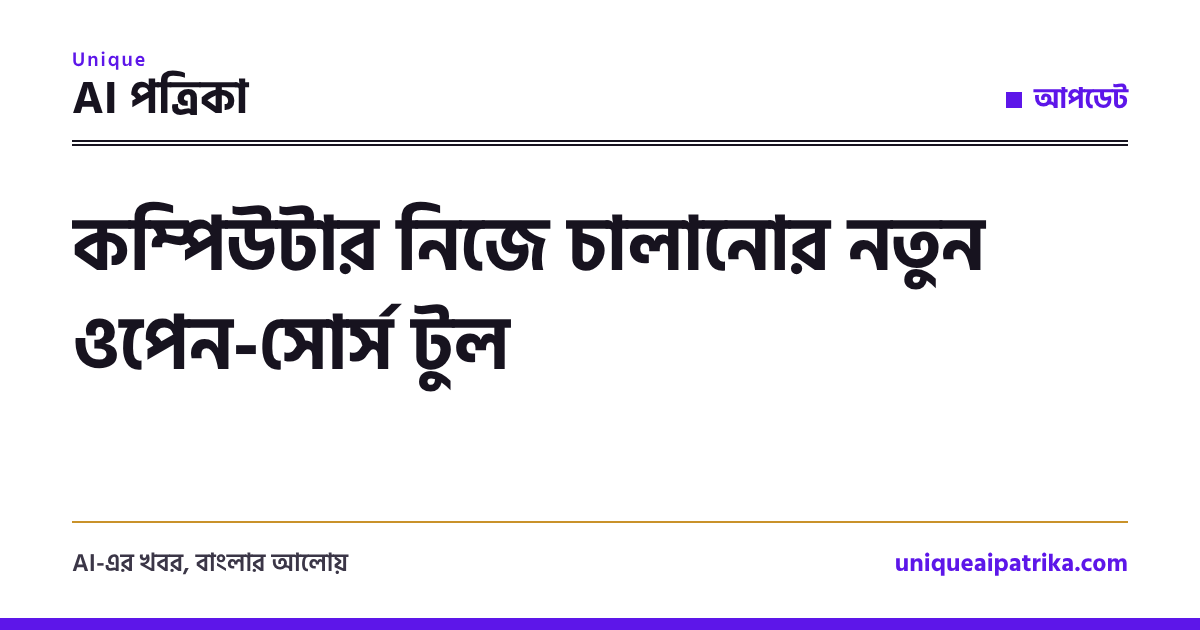 Unique
AI পত্রিকা
আপডেট
কম্পিউটার নিজে চালানোর নতুন
ওপেন-সোর্স টুল
AI-এর খবর, বাংলার আলোয়
uniqueaipatrika.com